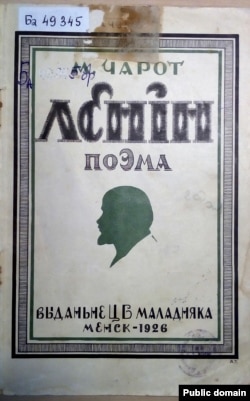 Ба 49 345
М. ЧАРОТ
ЛЕНІН
ПОЭМА
ВЫДАНЬНЕ ЦБ МАЛАДНЯКА
МЕНСК-1926
Public domain